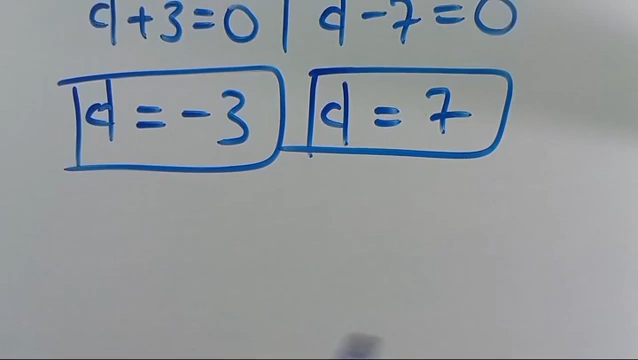 d+3=0 | d-7=0
d = -3 d = 7